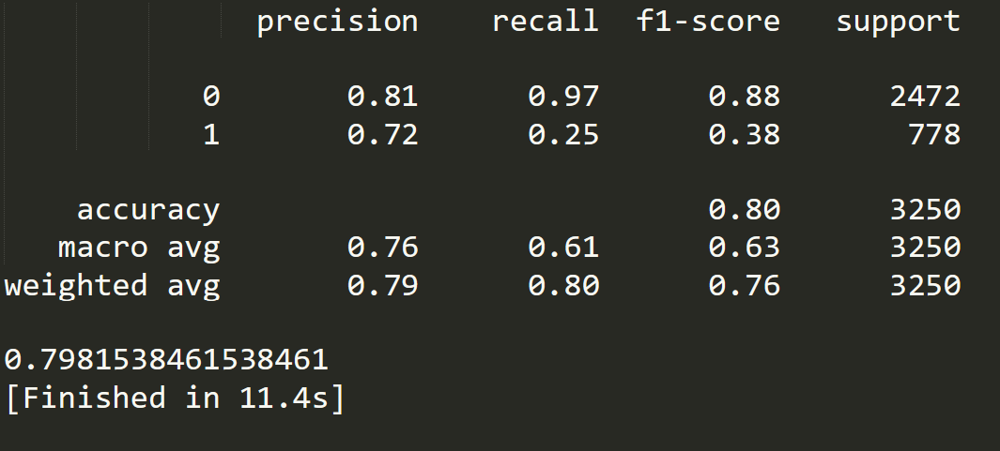 precision recall f1-score support
0 0.81 0.97 0.88 2472
1 0.72 0.25 0.38 778
accuracy 0.80 3250
macro avg 0.76 0.61 0.63 3250
weighted avg 0.79 0.80 0.76 3250
0.7981538461538461
[Finished in 11.4s]